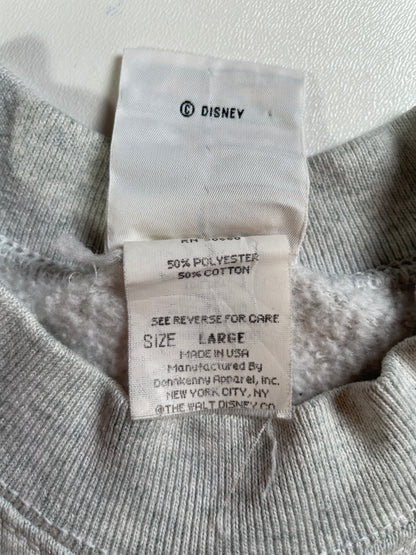 © DISNEY
50% POLYESTER
50% COTTON
SEE REVERSE FOR CARE
SIZE LARGE
MADE IN USA
Manufactured By
Donnkenny Apparel, Inc.
NEW YORK CITY, NY
©THE WALT DISNEY CO